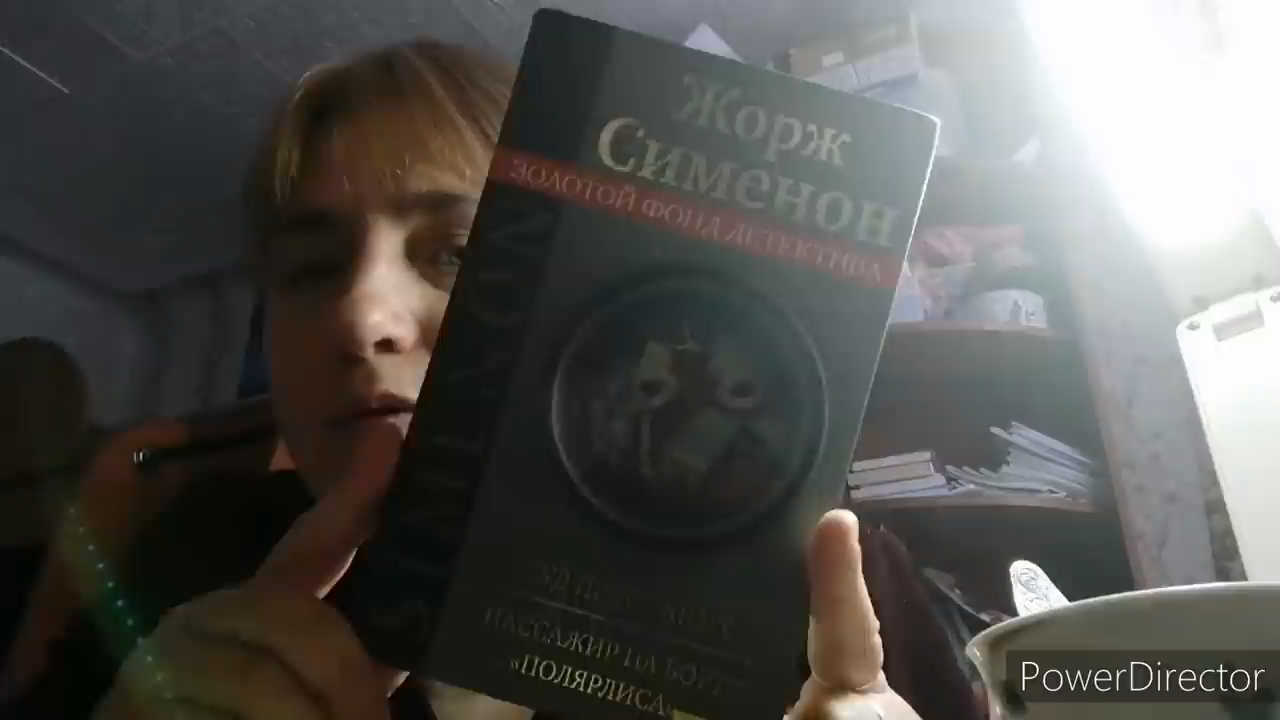 Жорж
Сименон
ЗОЛОТОЙ ФОНД ДЕТЕКТИВА
ПАССАЖИР НА БОРТУ
«ПОЛЯРЛИСА»
PowerDirector